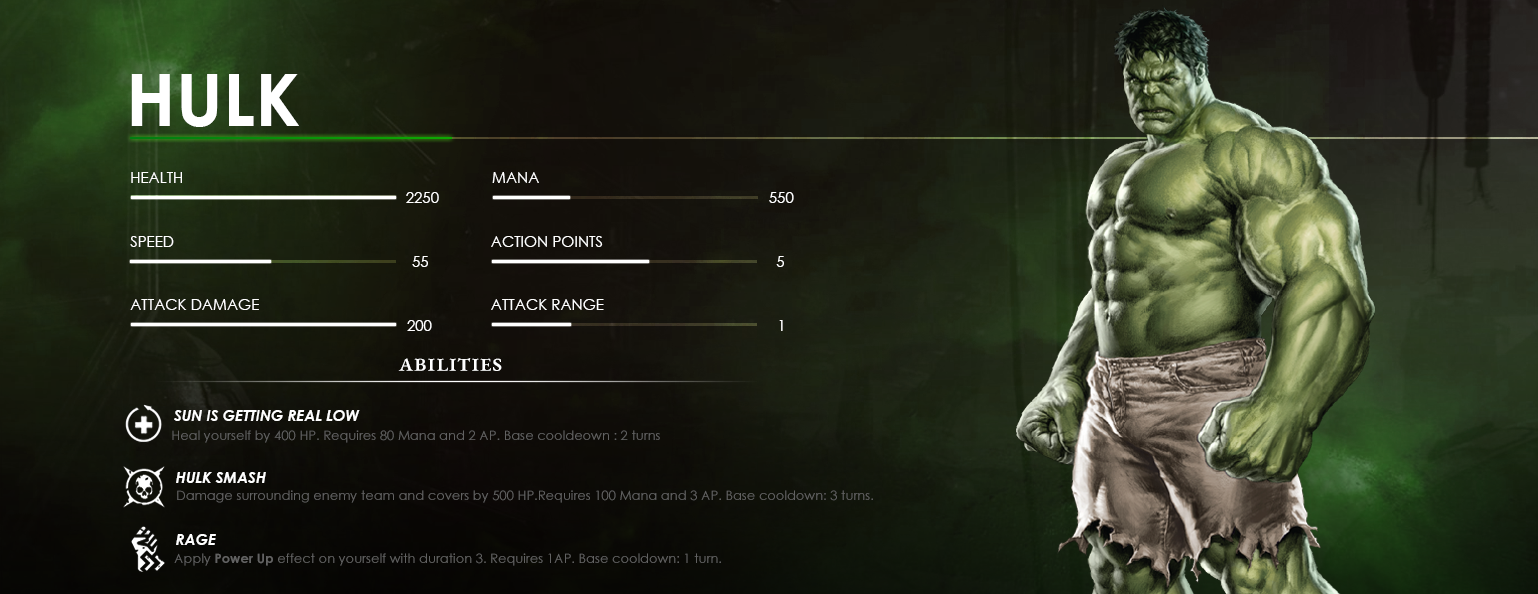 HULK
HEALTH
2250
MANA
550
SPEED
55
ACTION POINTS
5
ATTACK DAMAGE
200
ATTACK RANGE
1
ABILITIES
SUN IS GETTING REAL LOW
Heal yourself by 400 HP. Requires 80 Mana and 2 AP. Base cooldeown : 2 turns
HULK SMASH
Damage surrounding enemy team and covers by 500 HP.Requires 100 Mana and 3 AP. Base cooldown: 3 turns.
RAGE
Apply Power Up effect on yourself with duration 3. Requires 1AP. Base cooldown: 1 turn.